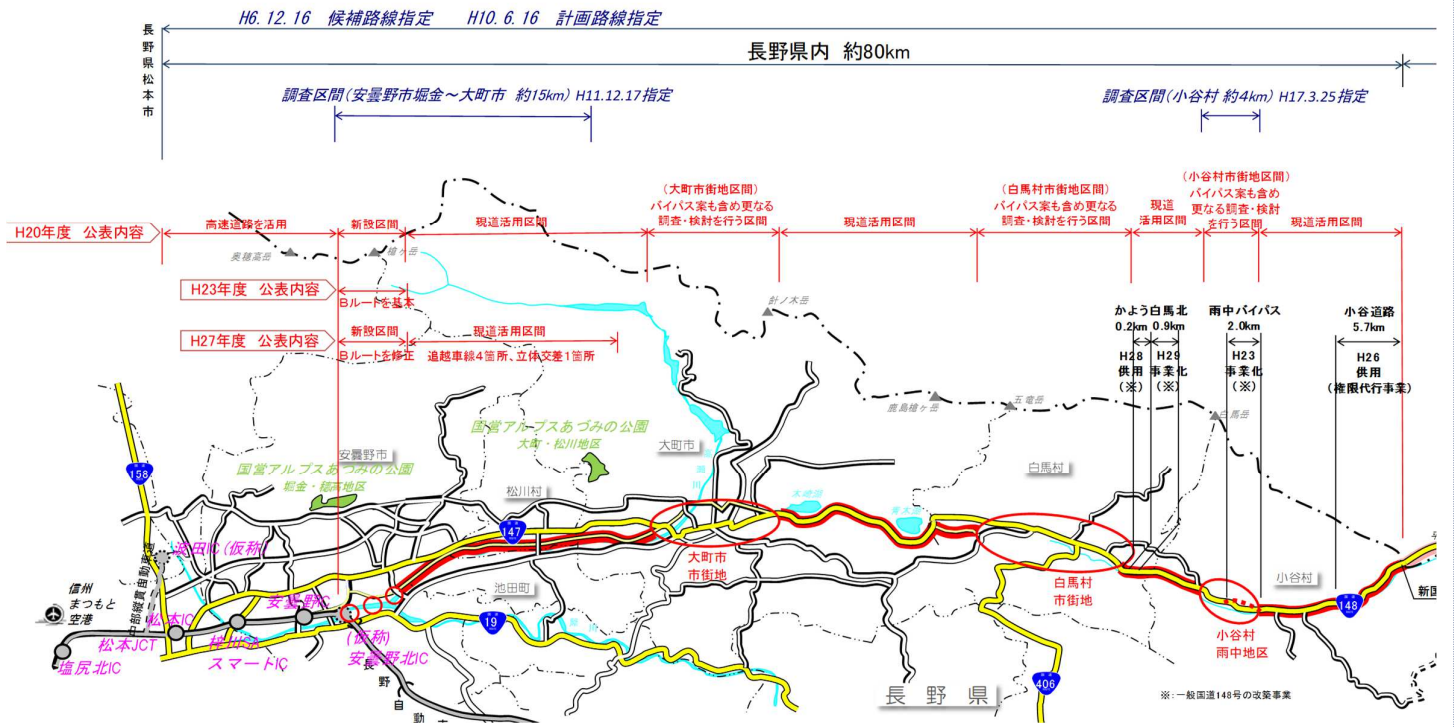 H6.12.16 候補路線指定 H10.6.16 計画路線指定
長野県松本市
長野県内 約80km
調査区間(安曇野市堀金～大町市 約15km) H11.12.17指定
調査区間(小谷村 約4km) H17.3.25指定
H20年度 公表内容
高速道路を活用
新設区間
現道活用区間
(大町市街地区間)
バイパス案も含め更なる
調査・検討を行う区間
現道活用区間
(白馬村市街地区間)
バイパス案も含め更なる
調査・検討を行う区間
現道
活用区間
(小谷村市街地区間)
バイパス案も含め
更なる調査・検討
を行う区間
現道活用区間
奥穂高岳
槍ヶ岳
H23年度 公表内容
Bルートを基本
針ノ木岳
H27年度 公表内容
新設区間
現道活用区間
Bルートを修正 追越車線4箇所、立体交差1箇所
かよう
0.2km
H28
供用
(※)
白馬北
0.9km
H29
事業化
(※)
雨中バイパス
2.0km
H23
事業化
(※)
小谷道路
5.7km
H26
供用
(権限代行事業)
鹿島槍ヶ岳
五竜岳
白馬岳
国営アルプスあづみの公園
大町・松川地区
大町市
安曇野市
国営アルプスあづみの公園
堀金・穂高地区
白馬村
158
松川村
木崎湖
青木湖
147
大町市
市街地
白馬村
市街地
小谷村
148
小谷村
雨中地区
波田IC(仮称)
中部縦貫自動車道
信州
まつもと
空港
池田町
安曇野IC
松本IC
松本JCT
梓川SA
スマートIC
塩尻北IC
(仮称)
安曇野北IC
19
長野自動
406
長野県
新国
※:一般国道148号の改築事業